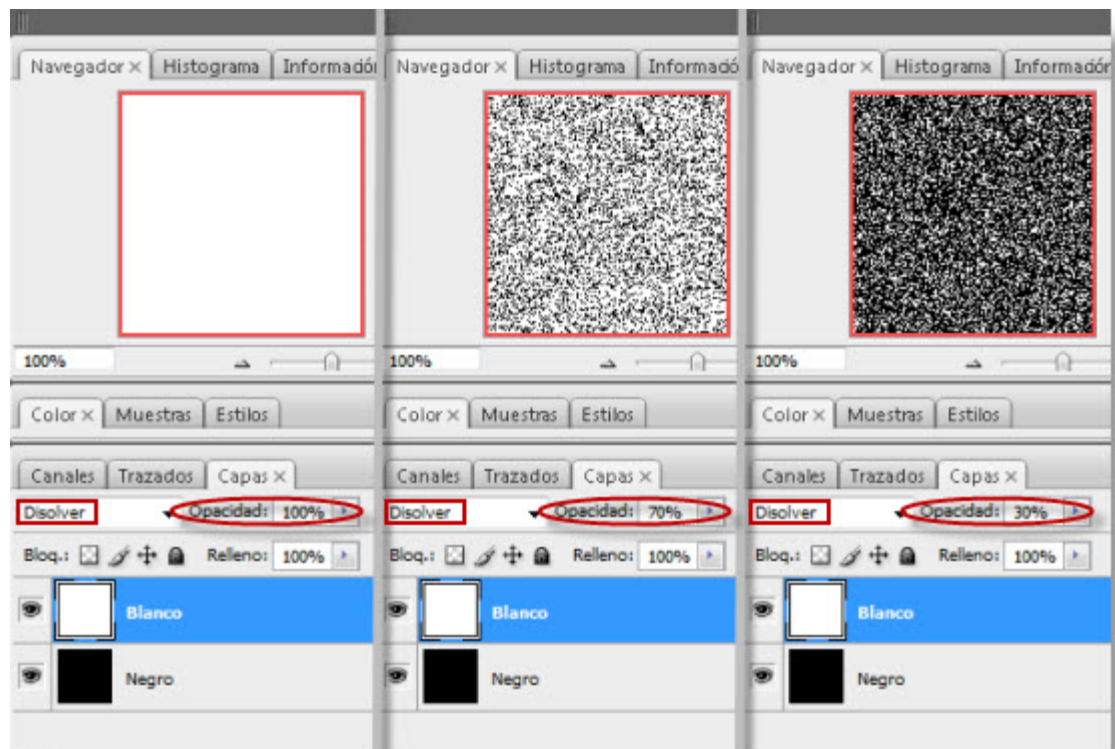 Navegador × Histograma Información
100%
Color × Muestras Estilos
Canales Trazados Capas ×
Disolver Opacidad: 100%
Bloq.: Relleno: 100%
Blanco
Negro
Navegador × Histograma Informació
100%
Color × Muestras Estilos
Canales Trazados Capas ×
Disolver Opacidad: 70%
Bloq.: Relleno: 100%
Blanco
Negro
Navegador × Histograma Información
100%
Color × Muestras Estilos
Canales Trazados Capas ×
Disolver Opacidad: 30%
Bloq.: Relleno: 100%
Blanco
Negro